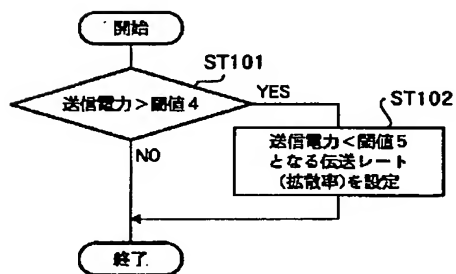 開始
ST101
送信電力>閾値4
YES
ST102
送信電力<閾値5
となる伝送レート
(拡散率)を設定
NO
終了